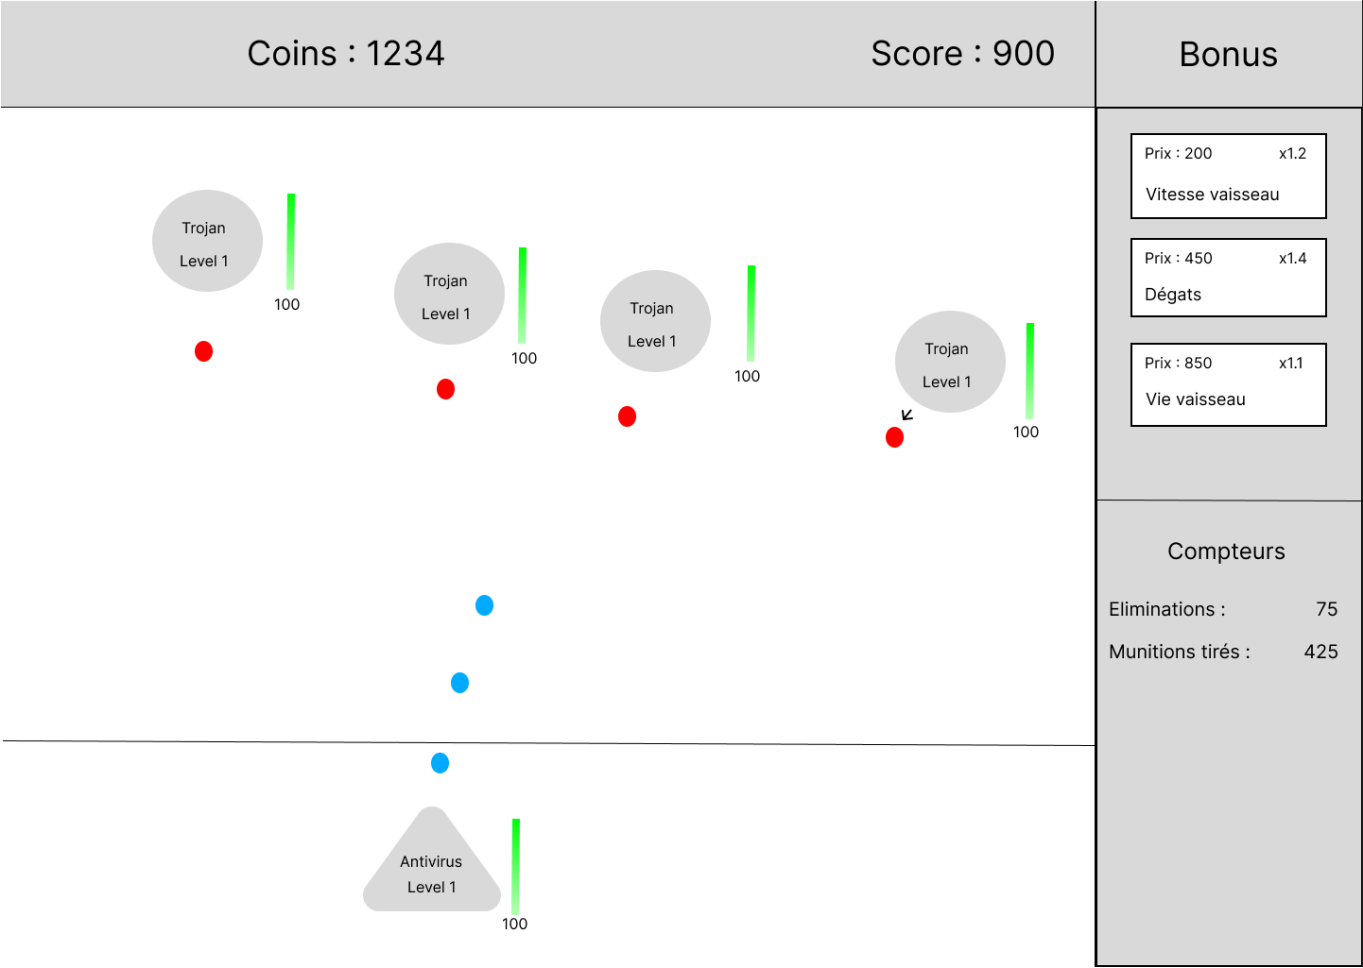 Coins : 1234
Score : 900
Bonus
Prix : 200 x1.2
Vitesse vaisseau
Prix : 450 x1.4
Dégats
Prix : 850 x1.1
Vie vaisseau
Trojan
Level 1
100
Trojan
Level 1
100
Trojan
Level 1
100
Trojan
Level 1
100
Compteurs
Eliminations : 75
Munitions tirés : 425
Antivirus
Level 1
100